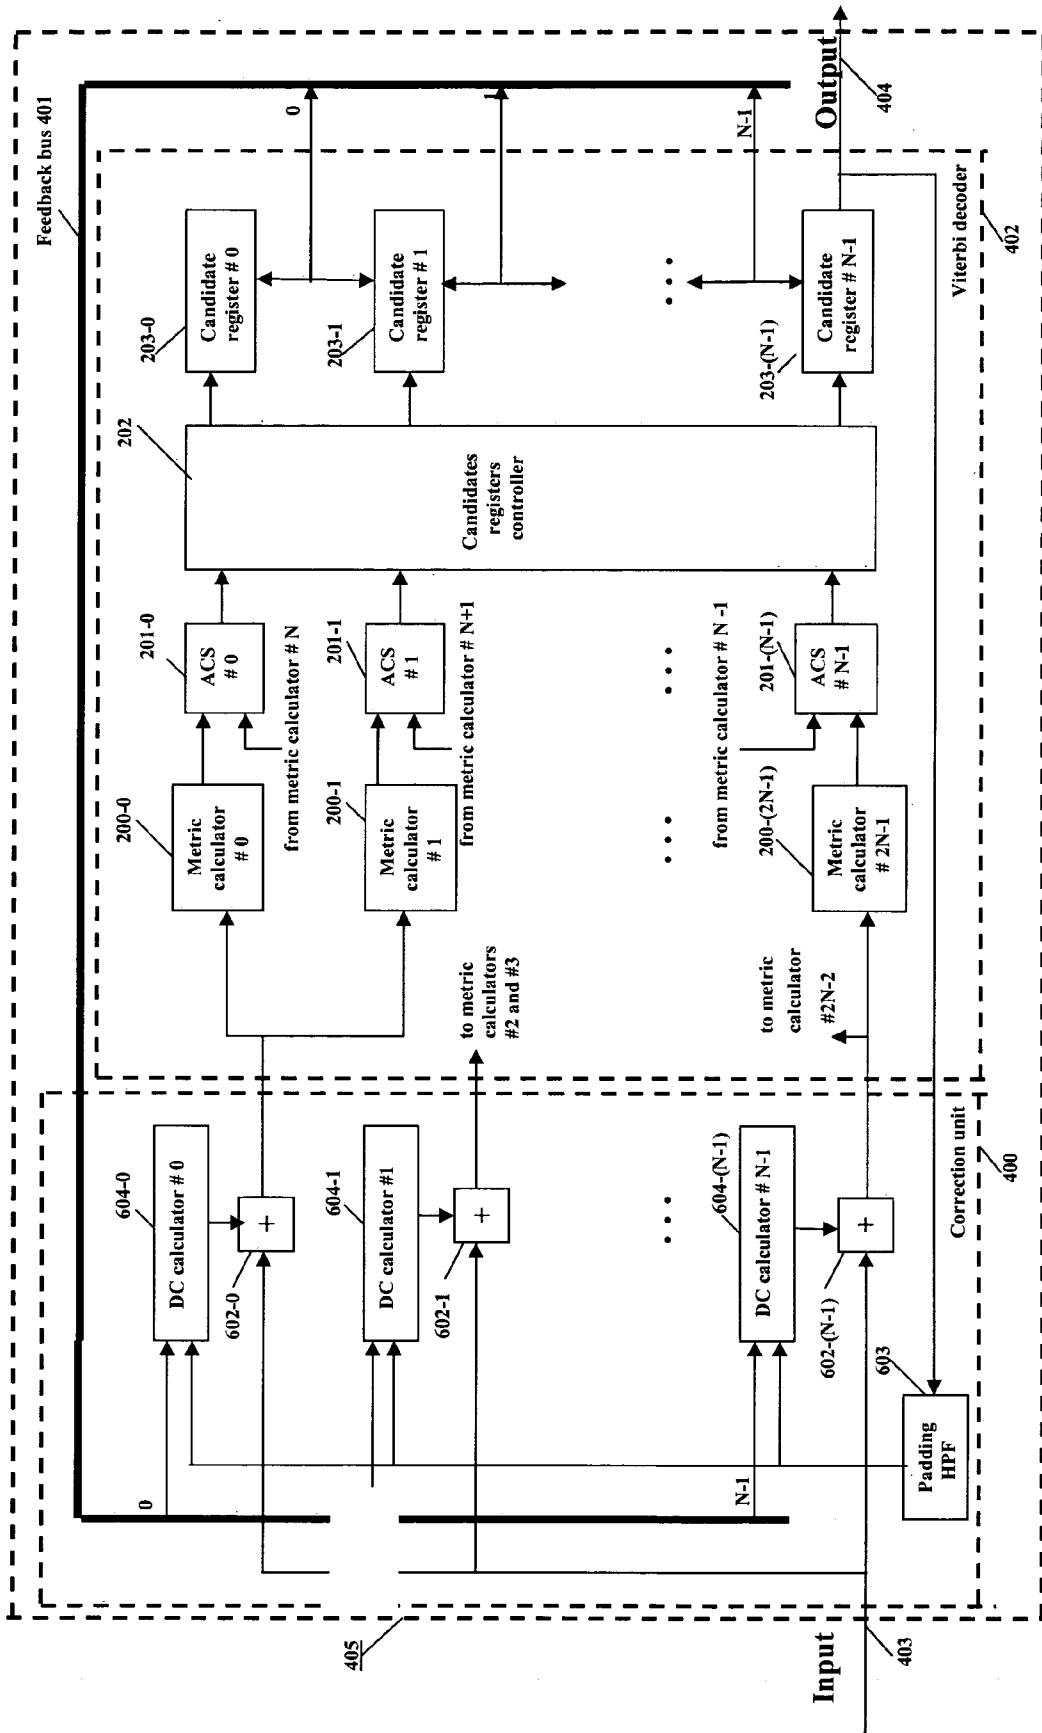 Feedback bus 401
0
1
N-1
Output
404
203-0
Candidate
register # 0
203-1
Candidate
register # 1
• • •
203-(N-1)
Candidate
register # N-1
Viterbi decoder
402
202
Candidates
registers
controller
201-0
ACS
# 0
from metric calculator # N
201-1
ACS
# 1
from metric calculator # N+1
• • •
from metric calculator # N -1
201-(N-1)
ACS
# N-1
200-0
Metric
calculator
# 0
200-1
Metric
calculator
# 1
• • •
200-(2N-1)
Metric
calculator
# 2N-1
to metric
calculators
#2 and #3
to metric
calculator
#2N-2
604-0
DC calculator # 0
+
602-0
604-1
DC calculator #1
+
602-1
• • •
604-(N-1)
DC calculator # N-1
+
602-(N-1)
Correction unit
400
603
Padding
HPF
0
N-1
405
Input
403